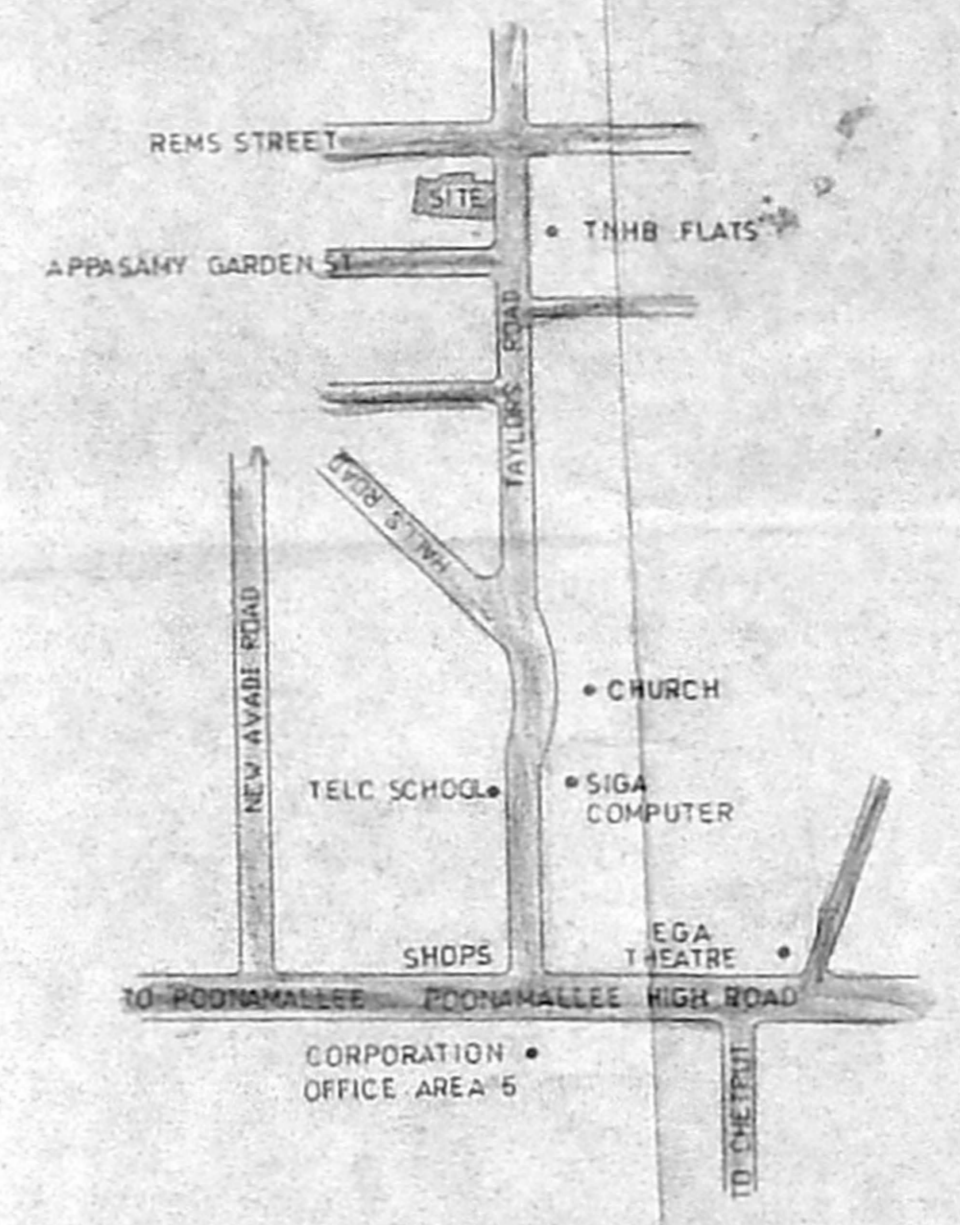 REMS STREET
SITE
TNHB FLATS
APPASAMY GARDEN ST
TAYLORS ROAD
HALLS ROAD
NEW AVADI ROAD
CHURCH
TELC SCHOOL
SIGA
COMPUTER
SHOPS
EGA
THEATRE
TO POONAMALLEE POONAMALLEE HIGH ROAD
CORPORATION
OFFICE AREA 5
TO CHETPUT